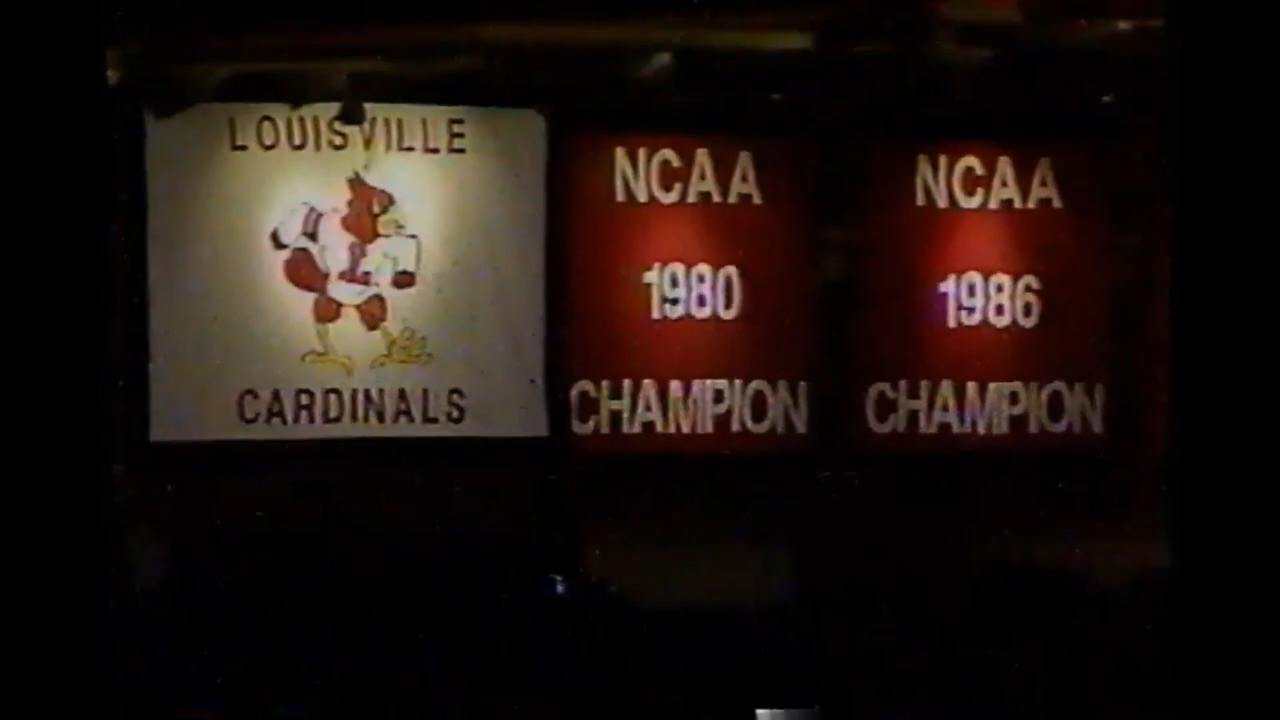 LOUISVILLE
CARDINALS
NCAA
1980
CHAMPION
NCAA
1986
CHAMPION